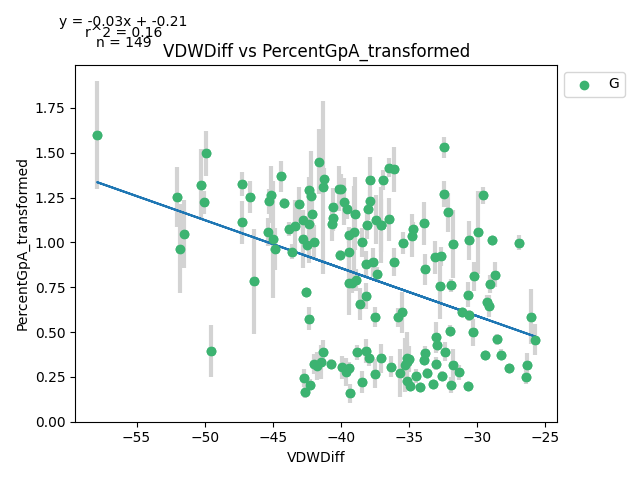 y = -0.03x + -0.21
r^2 = 0.16
n = 149
VDWDiff vs PercentGpA_transformed
G
PercentGpA_transformed
1.75
1.50
1.25
1.00
0.75
0.50
0.25
0.00
−55 −50 −45 −40 −35 −30 −25
VDWDiff